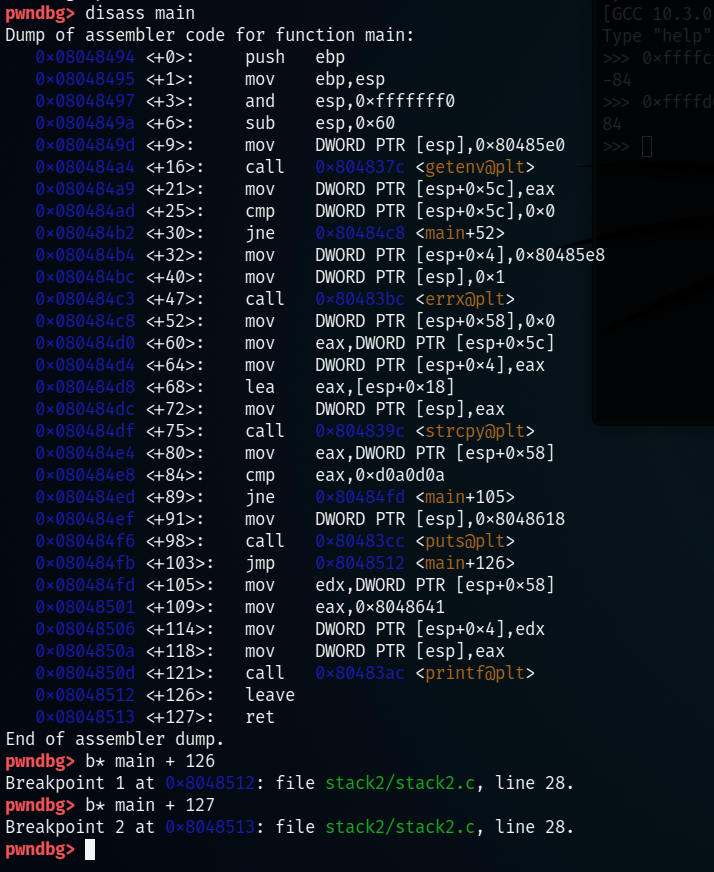 pwndbg> disass main
Dump of assembler code for function main:
0x08048494 <+0>: push ebp
0x08048495 <+1>: mov ebp,esp
0x08048497 <+3>: and esp,0xfffffff0
0x0804849a <+6>: sub esp,0x60
0x0804849d <+9>: mov DWORD PTR [esp],0x80485e0
0x080484a4 <+16>: call 0x804837c <getenv@plt>
0x080484a9 <+21>: mov DWORD PTR [esp+0x5c],eax
0x080484ad <+25>: cmp DWORD PTR [esp+0x5c],0x0
0x080484b2 <+30>: jne 0x80484c8 <main+52>
0x080484b4 <+32>: mov DWORD PTR [esp+0x4],0x80485e8
0x080484bc <+40>: mov DWORD PTR [esp],0x1
0x080484c3 <+47>: call 0x80483bc <errx@plt>
0x080484c8 <+52>: mov DWORD PTR [esp+0x58],0x0
0x080484d0 <+60>: mov eax,DWORD PTR [esp+0x5c]
0x080484d4 <+64>: mov DWORD PTR [esp+0x4],eax
0x080484d8 <+68>: lea eax,[esp+0x18]
0x080484dc <+72>: mov DWORD PTR [esp],eax
0x080484df <+75>: call 0x804839c <strcpy@plt>
0x080484e4 <+80>: mov eax,DWORD PTR [esp+0x58]
0x080484e8 <+84>: cmp eax,0xd0a0d0a
0x080484ed <+89>: jne 0x80484fd <main+105>
0x080484ef <+91>: mov DWORD PTR [esp],0x8048618
0x080484f6 <+98>: call 0x80483cc <puts@plt>
0x080484fb <+103>: jmp 0x8048512 <main+126>
0x080484fd <+105>: mov edx,DWORD PTR [esp+0x58]
0x08048501 <+109>: mov eax,0x8048641
0x08048506 <+114>: mov DWORD PTR [esp+0x4],edx
0x0804850a <+118>: mov DWORD PTR [esp],eax
0x0804850d <+121>: call 0x80483ac <printf@plt>
0x08048512 <+126>: leave
0x08048513 <+127>: ret
End of assembler dump.
pwndbg> b* main + 126
Breakpoint 1 at 0x8048512: file stack2/stack2.c, line 28.
pwndbg> b* main + 127
Breakpoint 2 at 0x8048513: file stack2/stack2.c, line 28.
pwndbg>
[GCC 10.3.0
Type "help"
>>> 0xffffc
-84
>>> 0xffffd
84
>>>